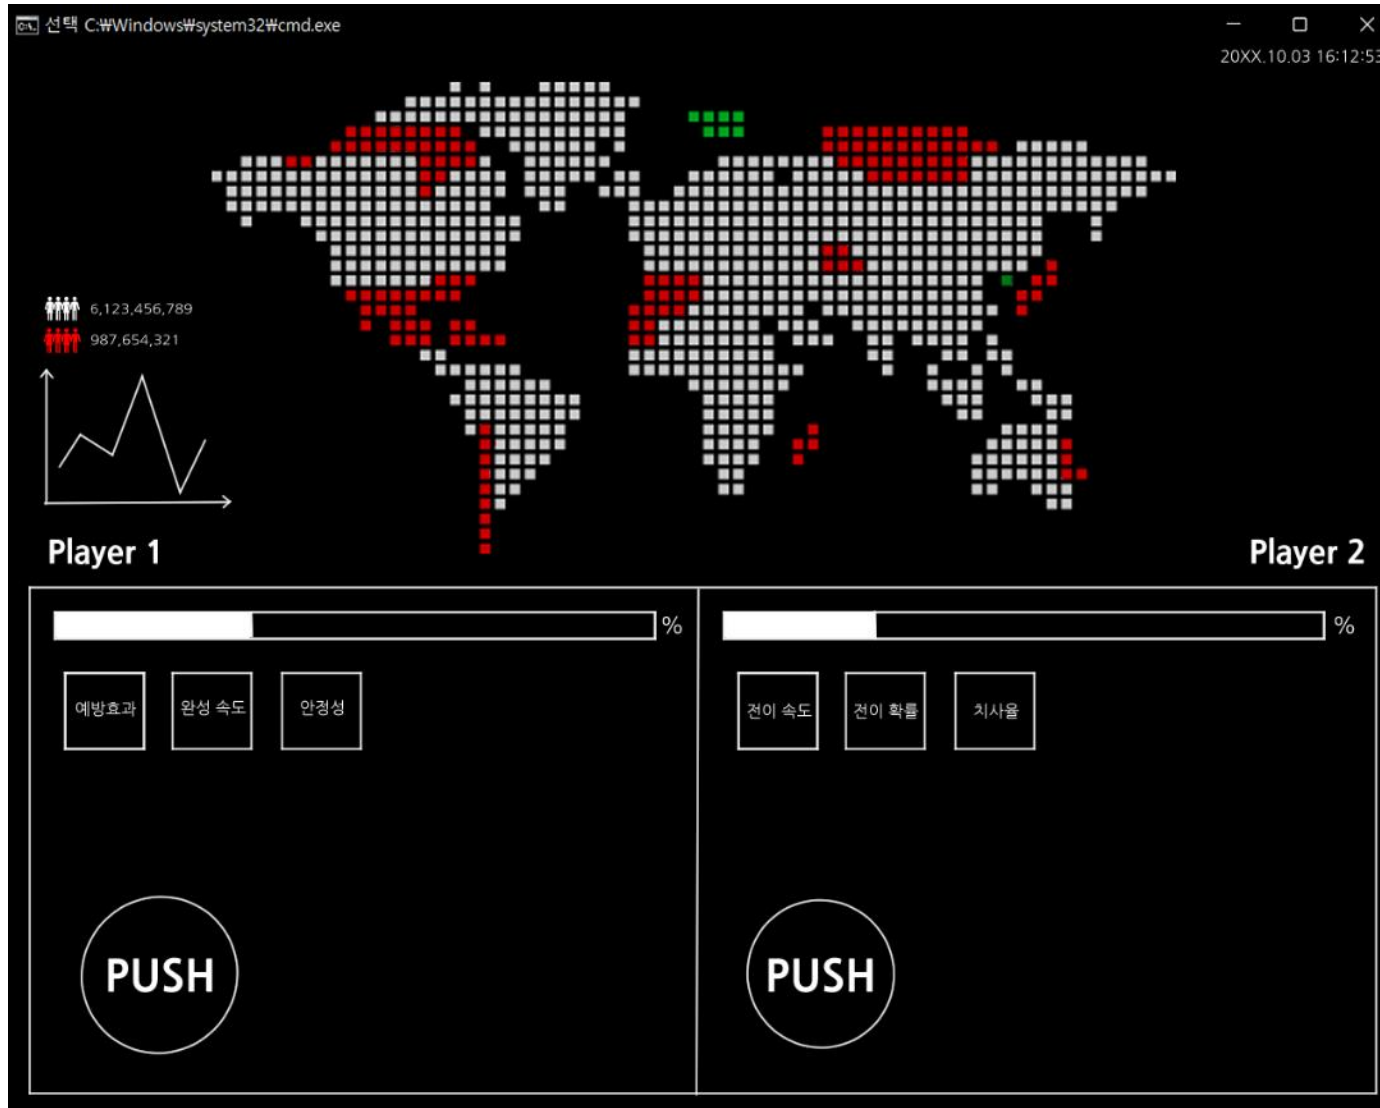 선택 C:₩Windows₩system32₩cmd.exe
20XX.10.03 16:12:53
6,123,456,789
987,654,321
Player 1
Player 2
%
%
예방효과
완성 속도
안정성
전이 속도
전이 확률
치사율
PUSH
PUSH